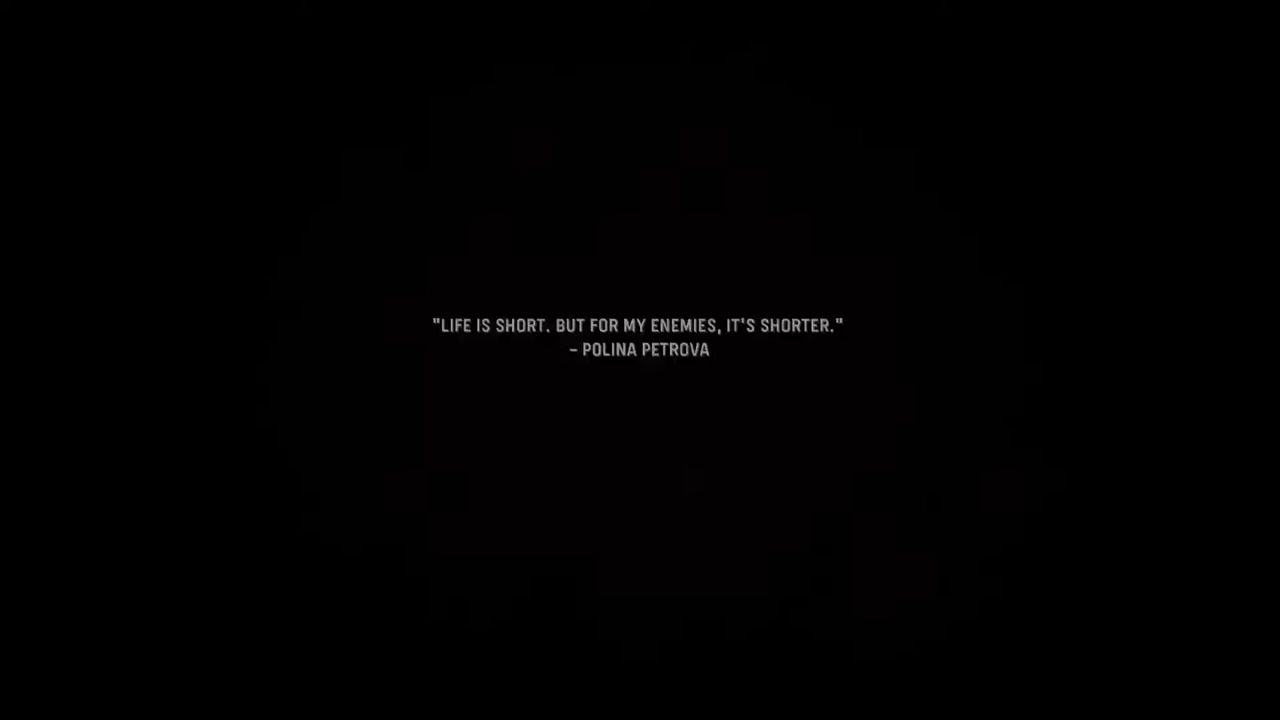 "LIFE IS SHORT. BUT FOR MY ENEMIES, IT'S SHORTER."
– POLINA PETROVA